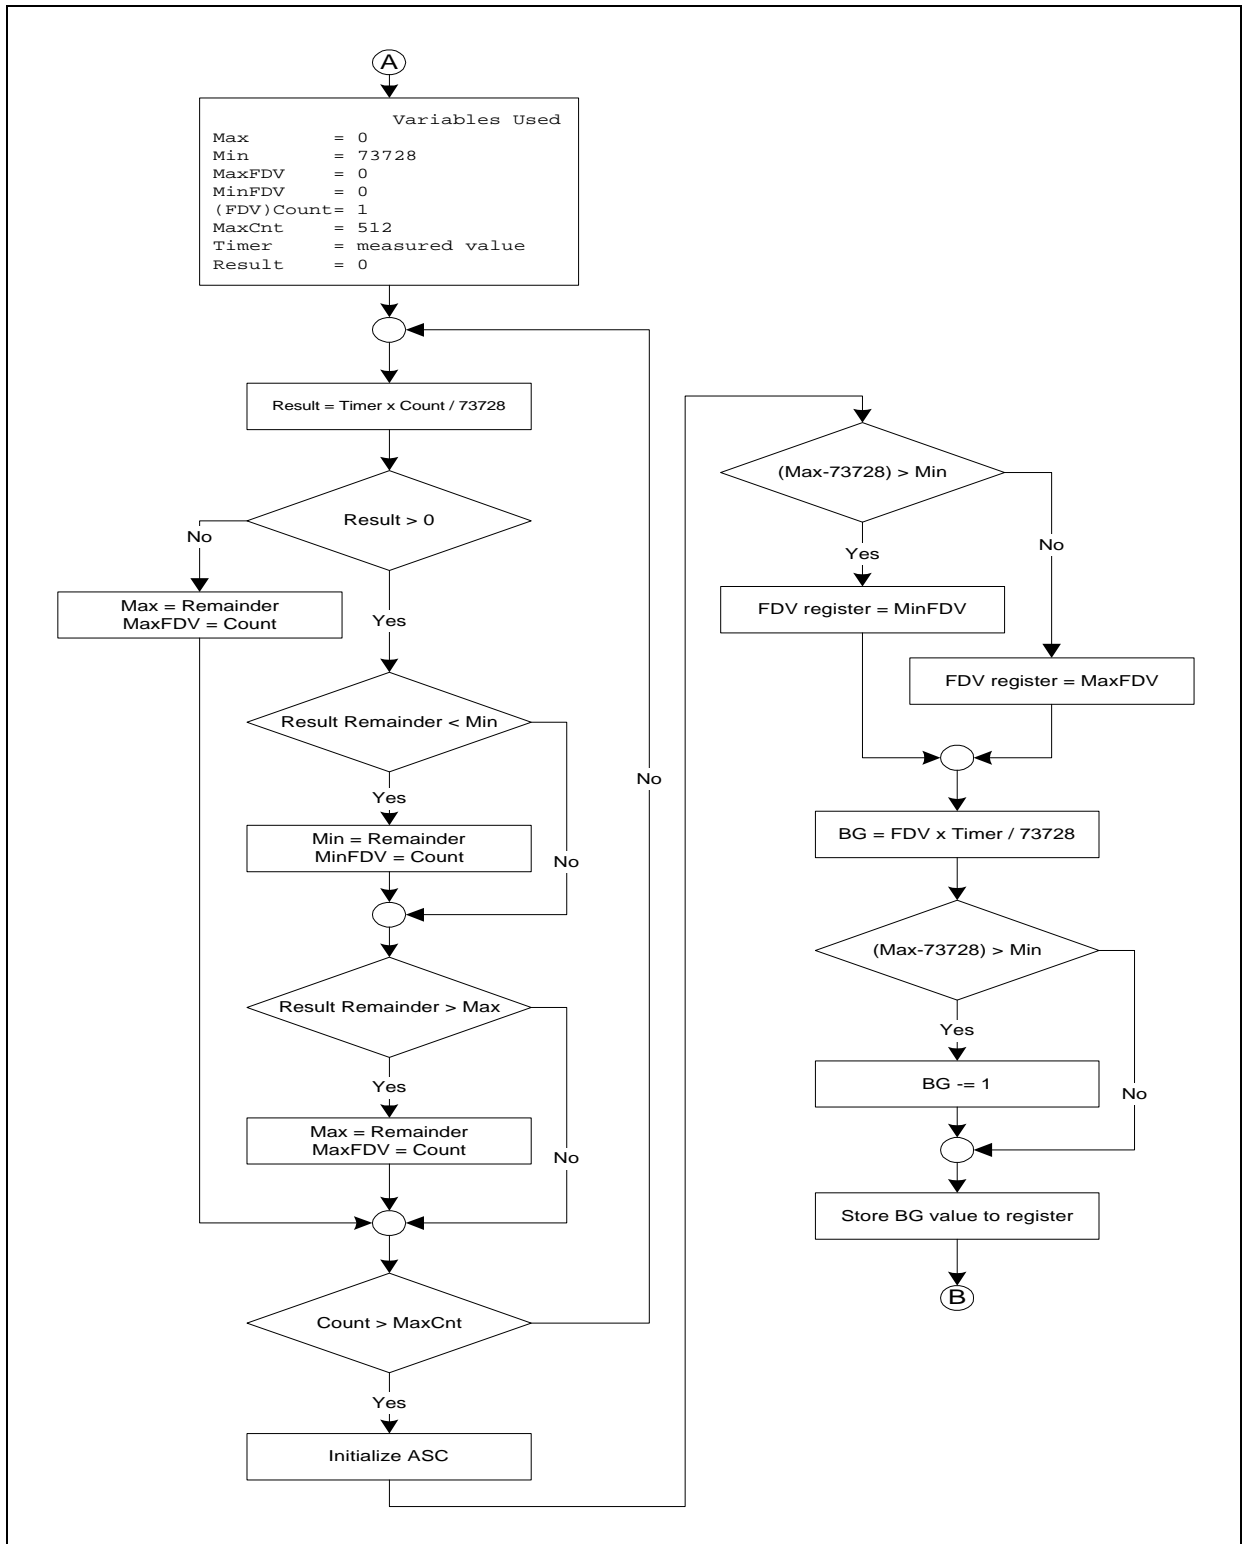 A
Variables Used
Max = 0
Min = 73728
MaxFDV = 0
MinFDV = 0
(FDV)Count= 1
MaxCnt = 512
Timer = measured value
Result = 0
Result = Timer x Count / 73728
Result > 0
No
Max = Remainder
MaxFDV = Count
Yes
Result Remainder < Min
Yes
Min = Remainder
MinFDV = Count
No
Result Remainder > Max
Yes
Max = Remainder
MaxFDV = Count
No
Count > MaxCnt
No
Yes
Initialize ASC
(Max-73728) > Min
Yes
No
FDV register = MinFDV
FDV register = MaxFDV
BG = FDV x Timer / 73728
(Max-73728) > Min
Yes
BG -= 1
No
Store BG value to register
B